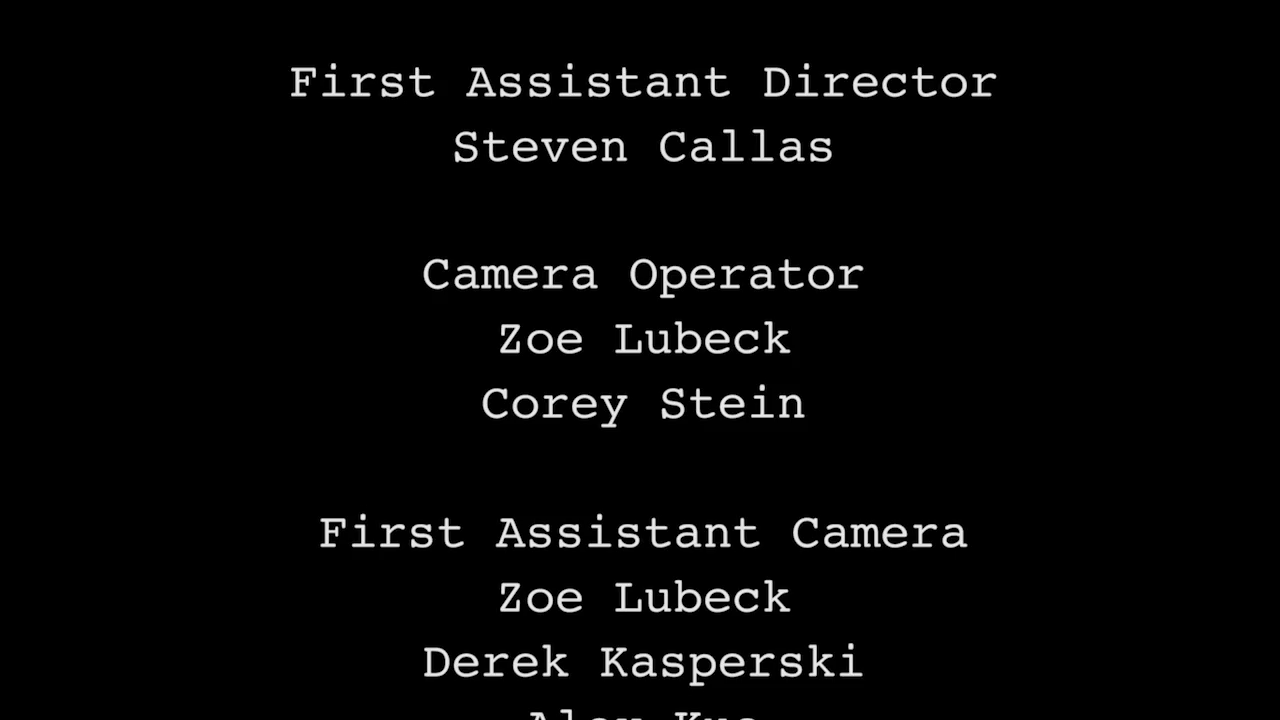 First Assistant Director
Steven Callas
Camera Operator
Zoe Lubeck
Corey Stein
First Assistant Camera
Zoe Lubeck
Derek Kasperski